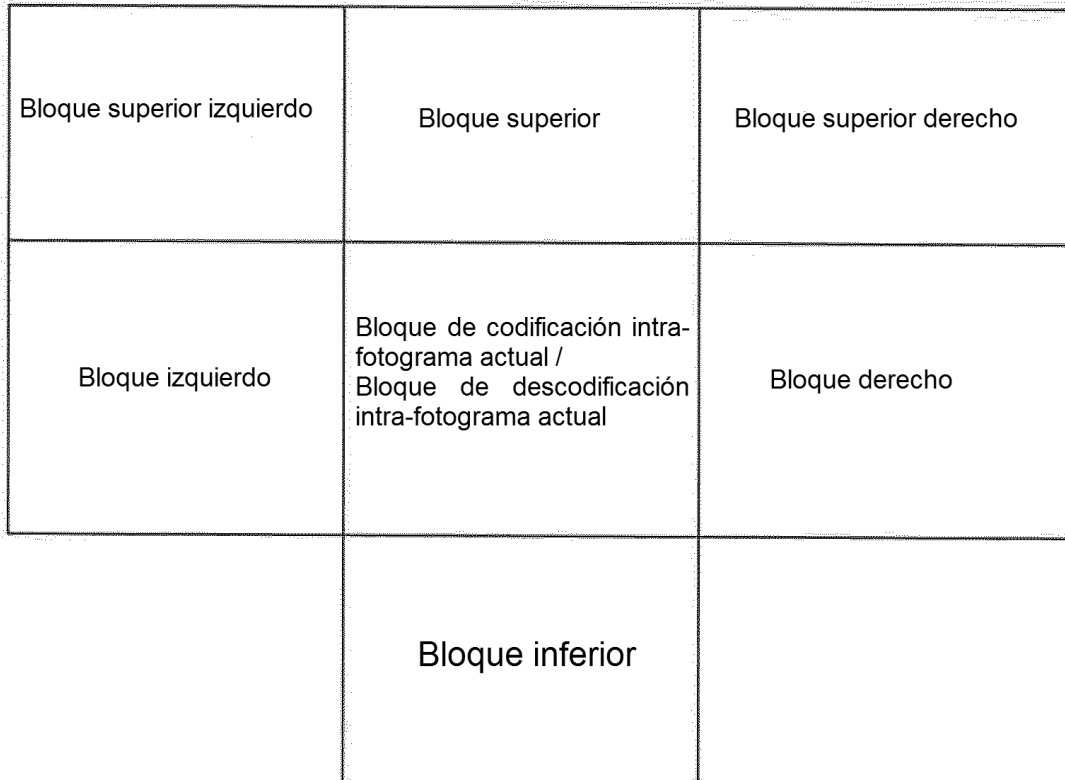 Bloque superior izquierdo
Bloque superior
Bloque superior derecho
Bloque izquierdo
Bloque de codificación intra-
fotograma actual /
Bloque de descodificación
intra-fotograma actual
Bloque derecho
Bloque inferior